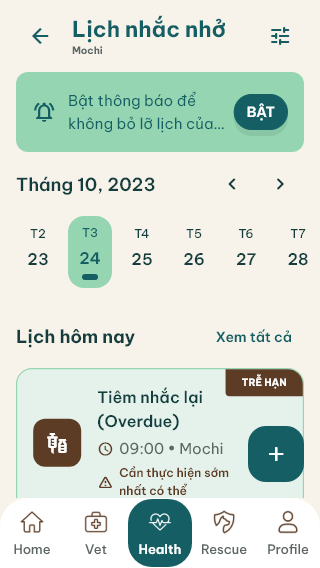 Lịch nhắc nhở
Mochi
Bật thông báo để
không bỏ lỡ lịch của...
BẬT
Tháng 10, 2023
T2 T3 T4 T5 T6 T7
23 24 25 26 27 28
Lịch hôm nay
Xem tất cả
TRỄ HẠN
Tiêm nhắc lại
(Overdue)
09:00 • Mochi
Cần thực hiện sớm
nhất có thể
+
Home Vet Health Rescue Profile